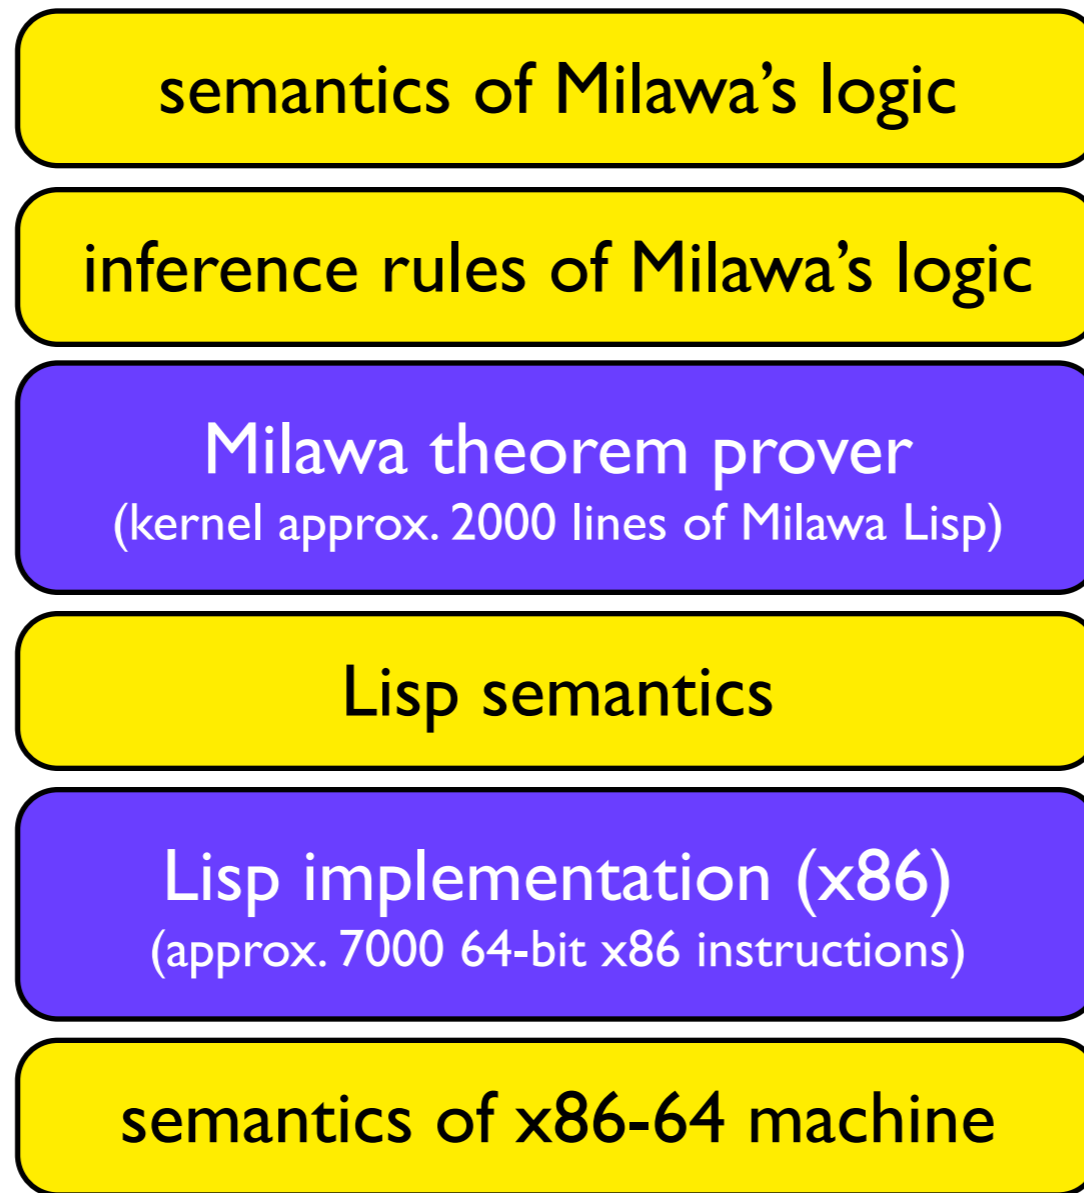 semantics of Milawa’s logic
inference rules of Milawa’s logic
Milawa theorem prover
(kernel approx. 2000 lines of Milawa Lisp)
Lisp semantics
Lisp implementation (x86)
(approx. 7000 64-bit x86 instructions)
semantics of x86-64 machine